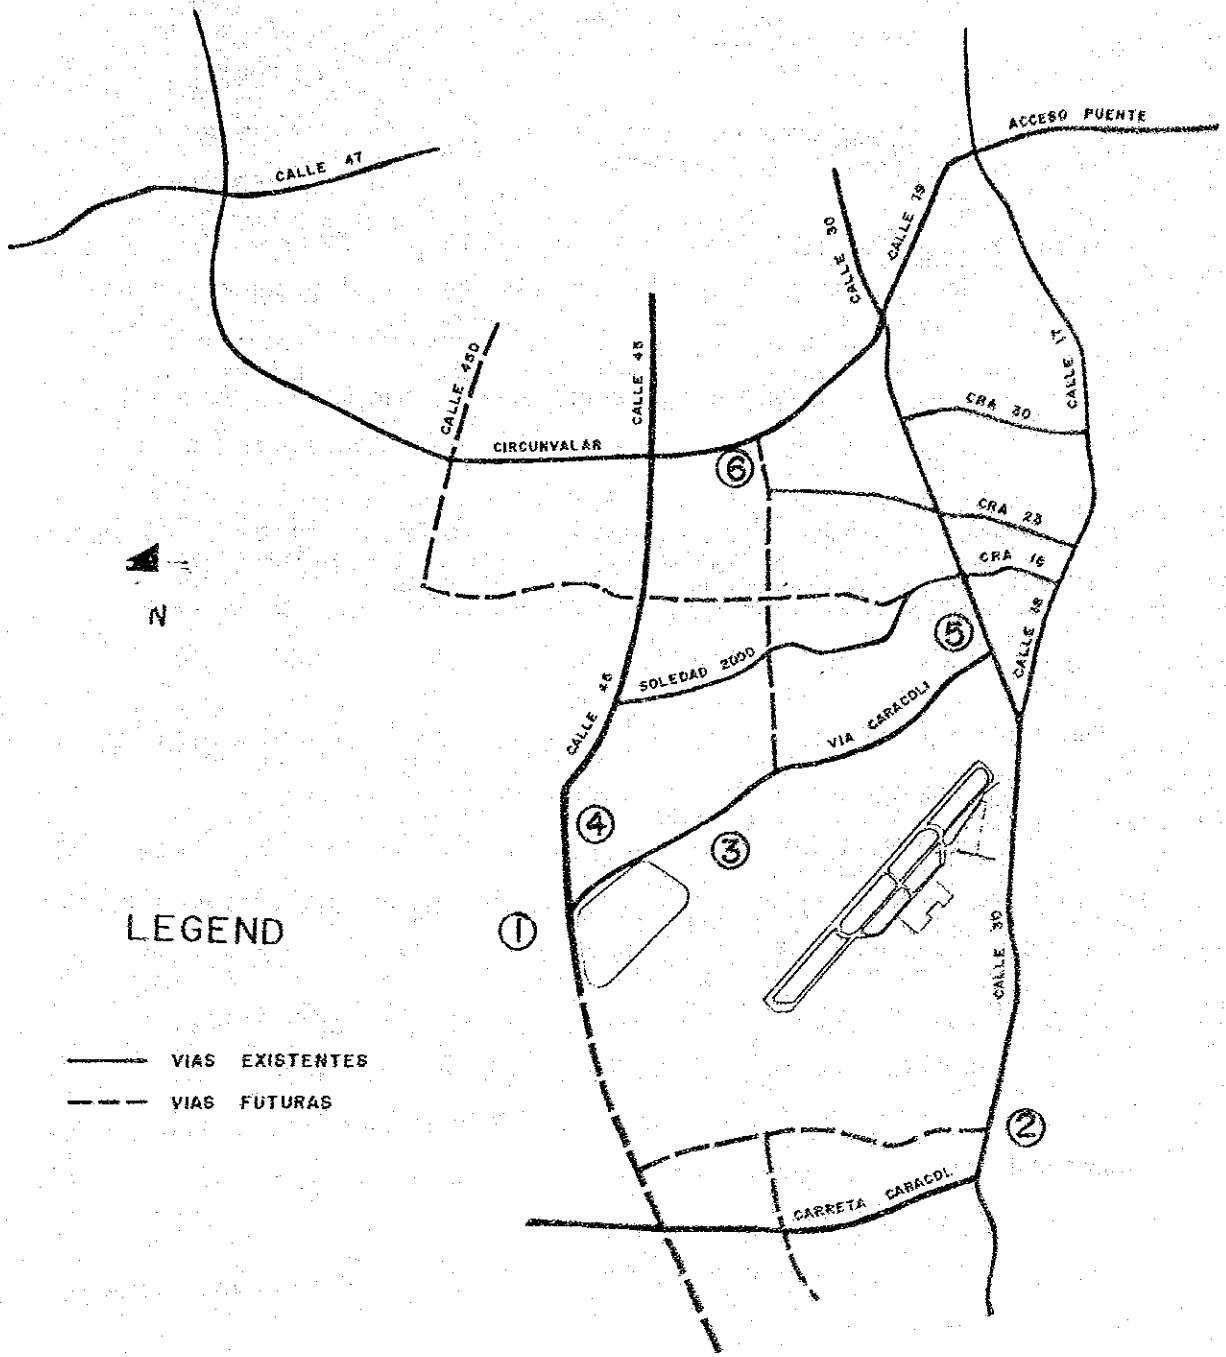 ACCESO PUENTE
CALLE 47
CALLE 19
CALLE 30
CALLE 17
CALLE 45D
CALLE 45
CRA 30
CIRCUNVALAR
6
CRA 23
CRA 16
N
5
CALLE 18
SOLEDAD 2000
CALLE 45
VIA CARACOLI
4
3
LEGEND
1
CALLE 30
VIAS EXISTENTES
VIAS FUTURAS
2
CARRETA CARACOL